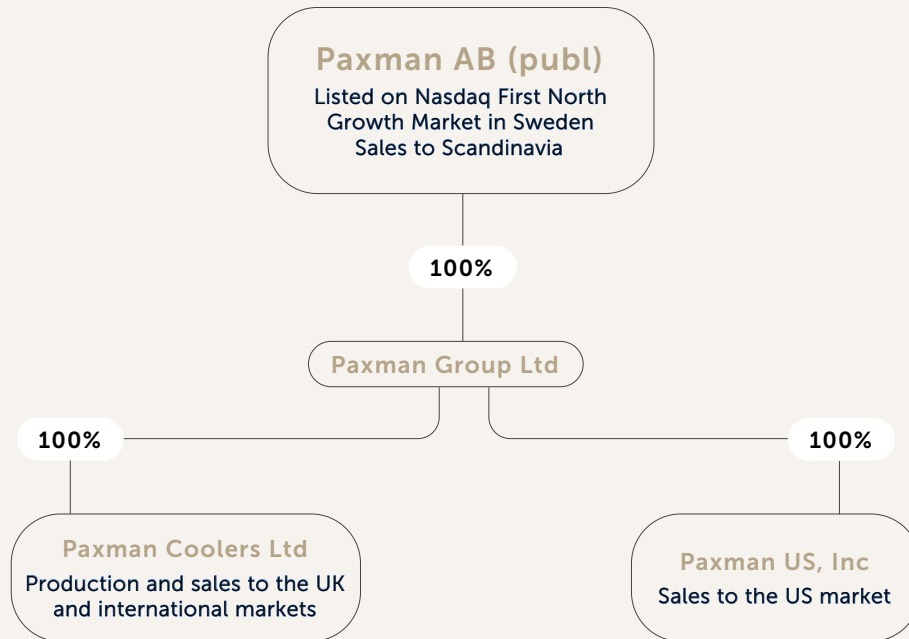 Paxman AB (publ)
Listed on Nasdaq First North
Growth Market in Sweden
Sales to Scandinavia
100%
Paxman Group Ltd
100%
100%
Paxman Coolers Ltd
Production and sales to the UK
and international markets
Paxman US, Inc
Sales to the US market